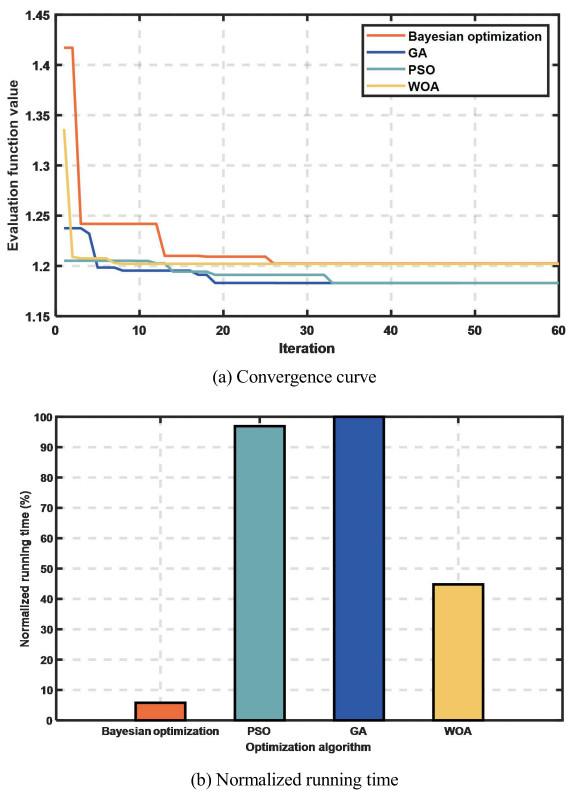 1.45
1.4
1.35
1.3
1.25
1.2
1.15
Evaluation function value
Bayesian optimization
GA
PSO
WOA
0 10 20 30 40 50 60
Iteration
(a) Convergence curve
100
90
80
70
60
50
40
30
20
10
0
Normalized running time (%)
Bayesian optimization PSO GA WOA
Optimization algorithm
(b) Normalized running time